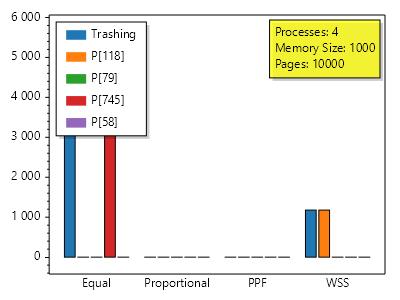 6 000
5 000
4 000
3 000
2 000
1 000
0
Trashing
P[118]
P[79]
P[745]
P[58]
Processes: 4
Memory Size: 1000
Pages: 10000
Equal
Proportional
PPF
WSS